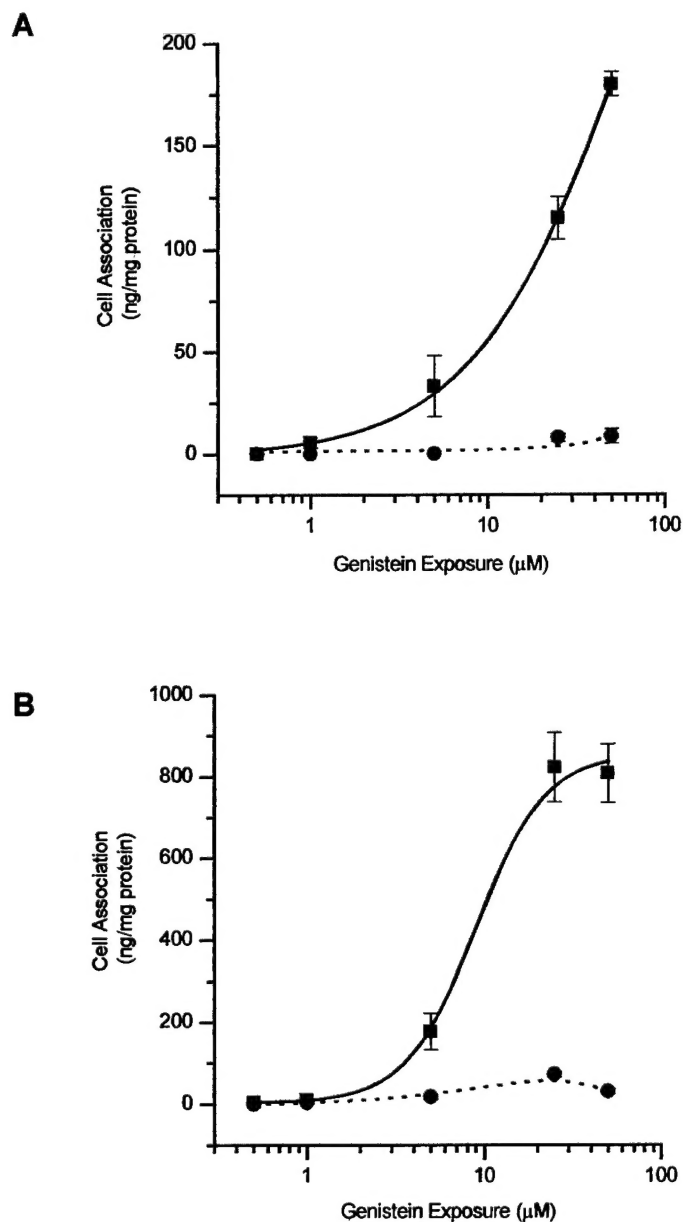 A
200
150
100
50
0
Cell Association
(ng/mg protein)
1
10
100
Genistein Exposure (μM)
B
1000
800
600
400
200
0
Cell Association
(ng/mg protein)
1
10
100
Genistein Exposure (μM)